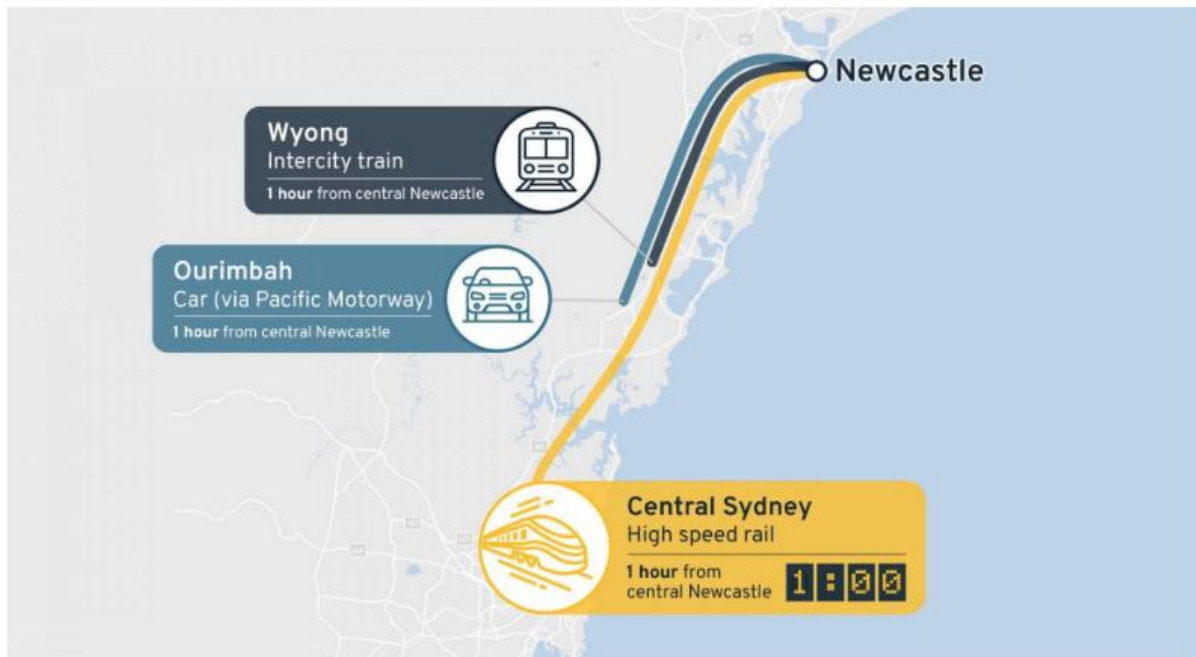 Newcastle
Wyong
Intercity train
1 hour from central Newcastle
Ourimbah
Car (via Pacific Motorway)
1 hour from central Newcastle
Central Sydney
High speed rail
1 hour from
central Newcastle
1:00